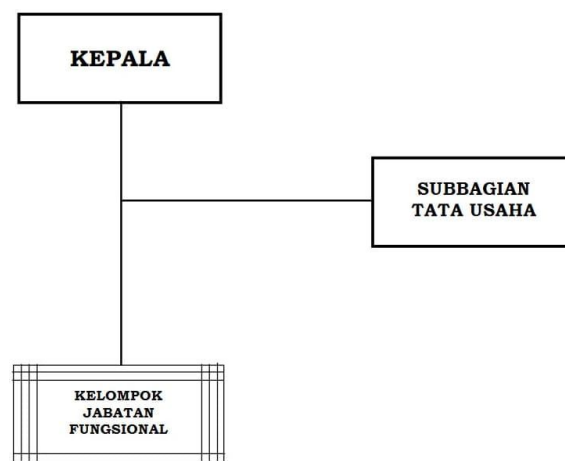 KEPALA
SUBBAGIAN
TATA USAHA
KELOMPOK
JABATAN
FUNGSIONAL